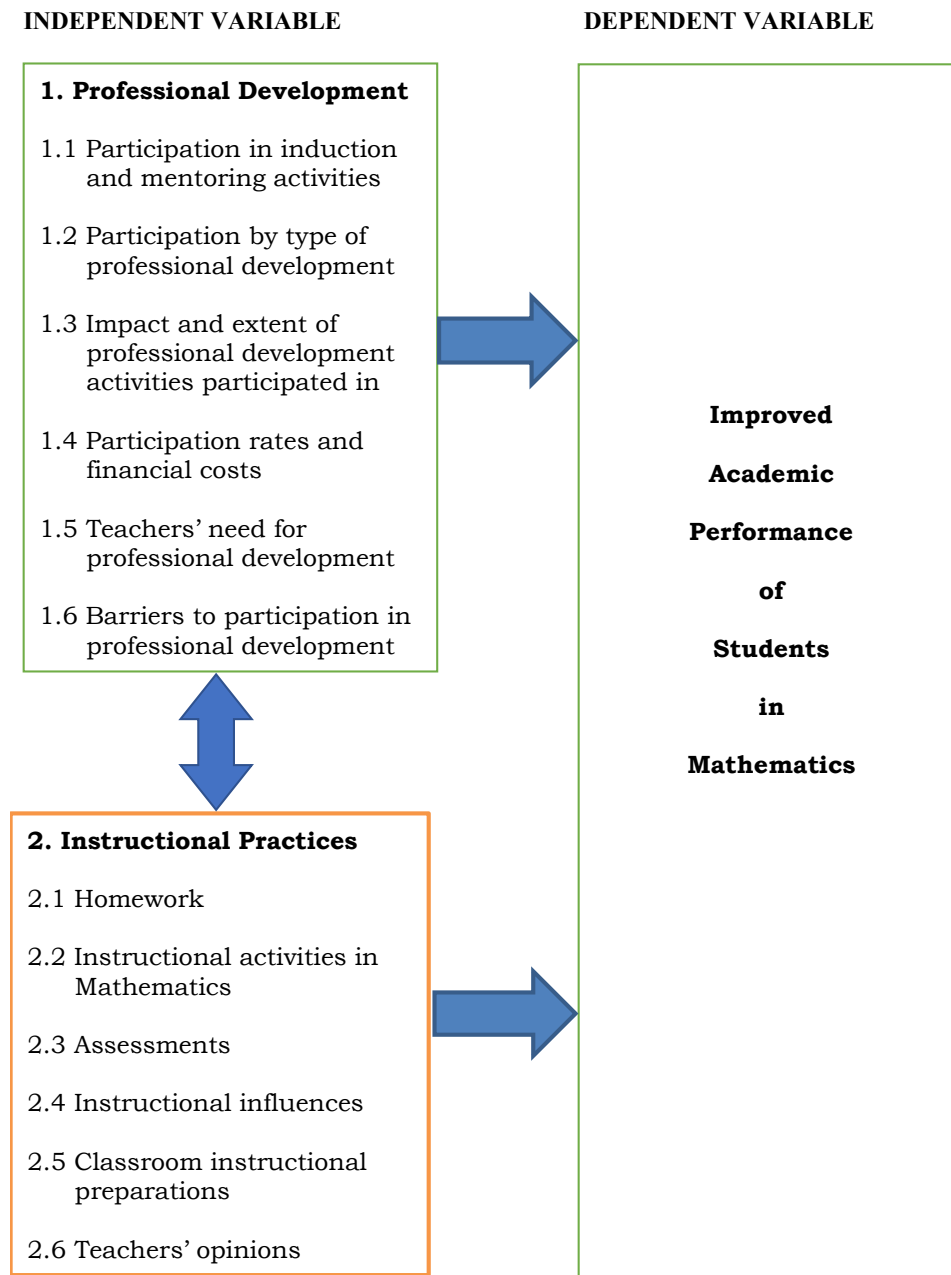 INDEPENDENT VARIABLE
DEPENDENT VARIABLE
1. Professional Development
1.1 Participation in induction
and mentoring activities
1.2 Participation by type of
professional development
1.3 Impact and extent of
professional development
activities participated in
1.4 Participation rates and
financial costs
1.5 Teachers’ need for
professional development
1.6 Barriers to participation in
professional development
2. Instructional Practices
2.1 Homework
2.2 Instructional activities in
Mathematics
2.3 Assessments
2.4 Instructional influences
2.5 Classroom instructional
preparations
2.6 Teachers’ opinions
Improved
Academic
Performance
of
Students
in
Mathematics